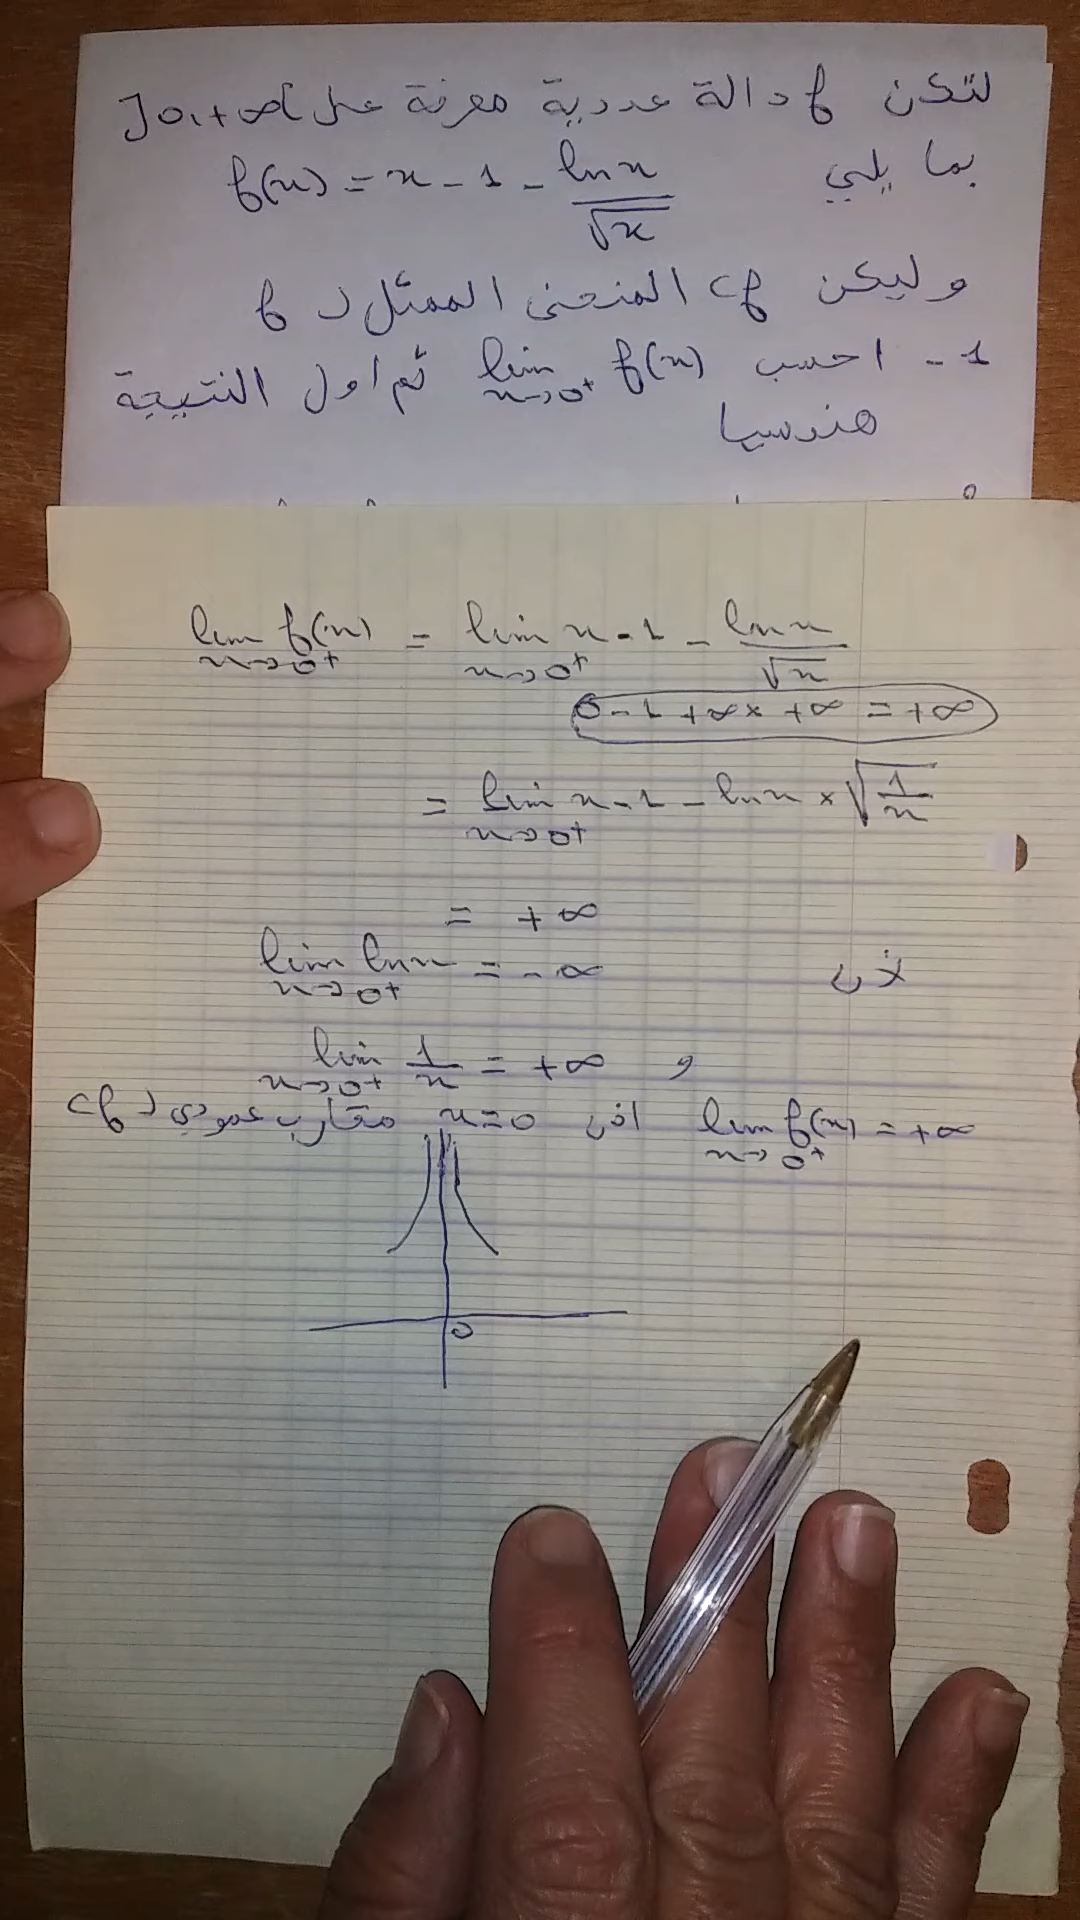 لتكن f دالة عددية معرفة على ]0,+∞[
بما يلي f(x) = x - 1 - ln x / √x
وليكن Cf المنحنى الممثل ل f
1 - احسب lim x→0+ f(x) ثم اول النتيجة
هندسيا
lim x→0+ f(x) = lim x→0+ x - 1 - ln x / √x
0 - 1 + ∞ × +∞ = +∞
= lim x→0+ x - 1 - ln x × √(1/x)
= +∞
لأن lim x→0+ ln x = -∞
و lim x→0+ 1/x = +∞
lim x→0+ f(x) = +∞ اذن x = 0 مقارب عمودي ل Cf
0